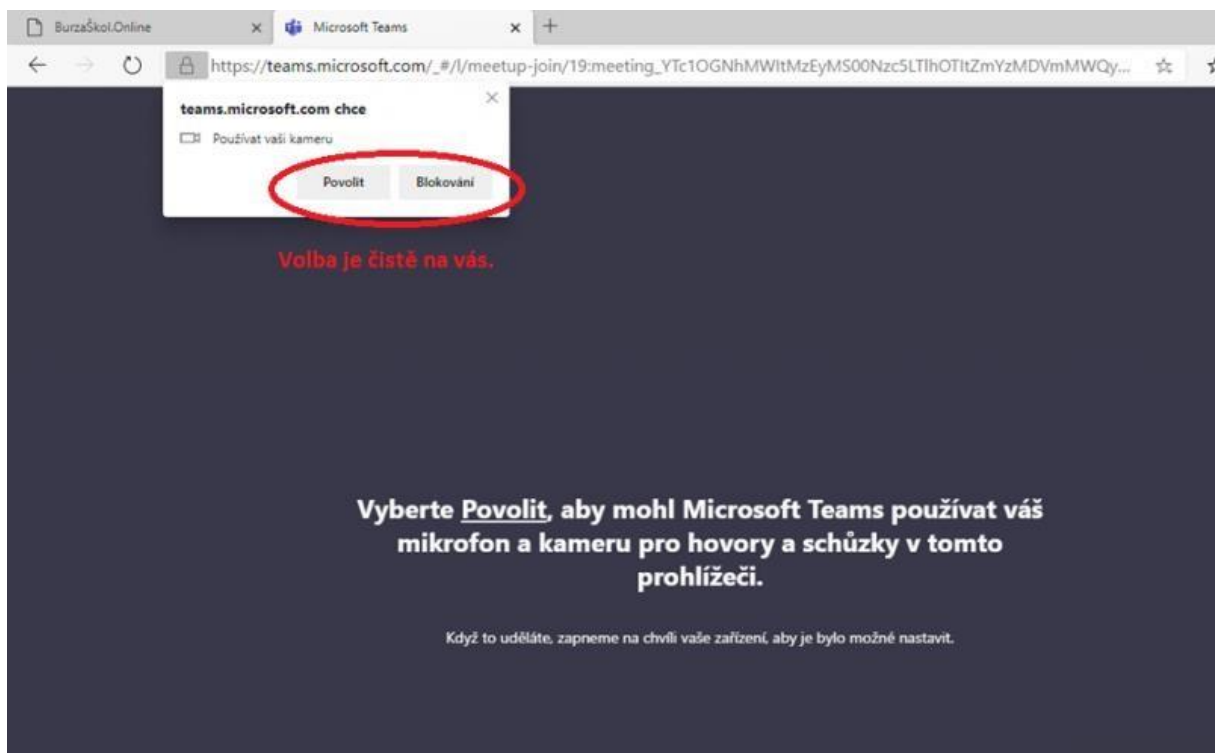 BurzaŠkol.Online
Microsoft Teams
https://teams.microsoft.com/_#/l/meetup-join/19:meeting_YTc1OGNhMWItMzEyMS00Nzc5LTlhOTItZmYzMDVmMWQy...
teams.microsoft.com chce
Používat vaši kameru
Povolit Blokování
Volba je čistě na vás.
Vyberte Povolit, aby mohl Microsoft Teams používat váš
mikrofon a kameru pro hovory a schůzky v tomto
prohlížeči.
Když to uděláte, zapneme na chvíli vaše zařízení, aby je bylo možné nastavit.